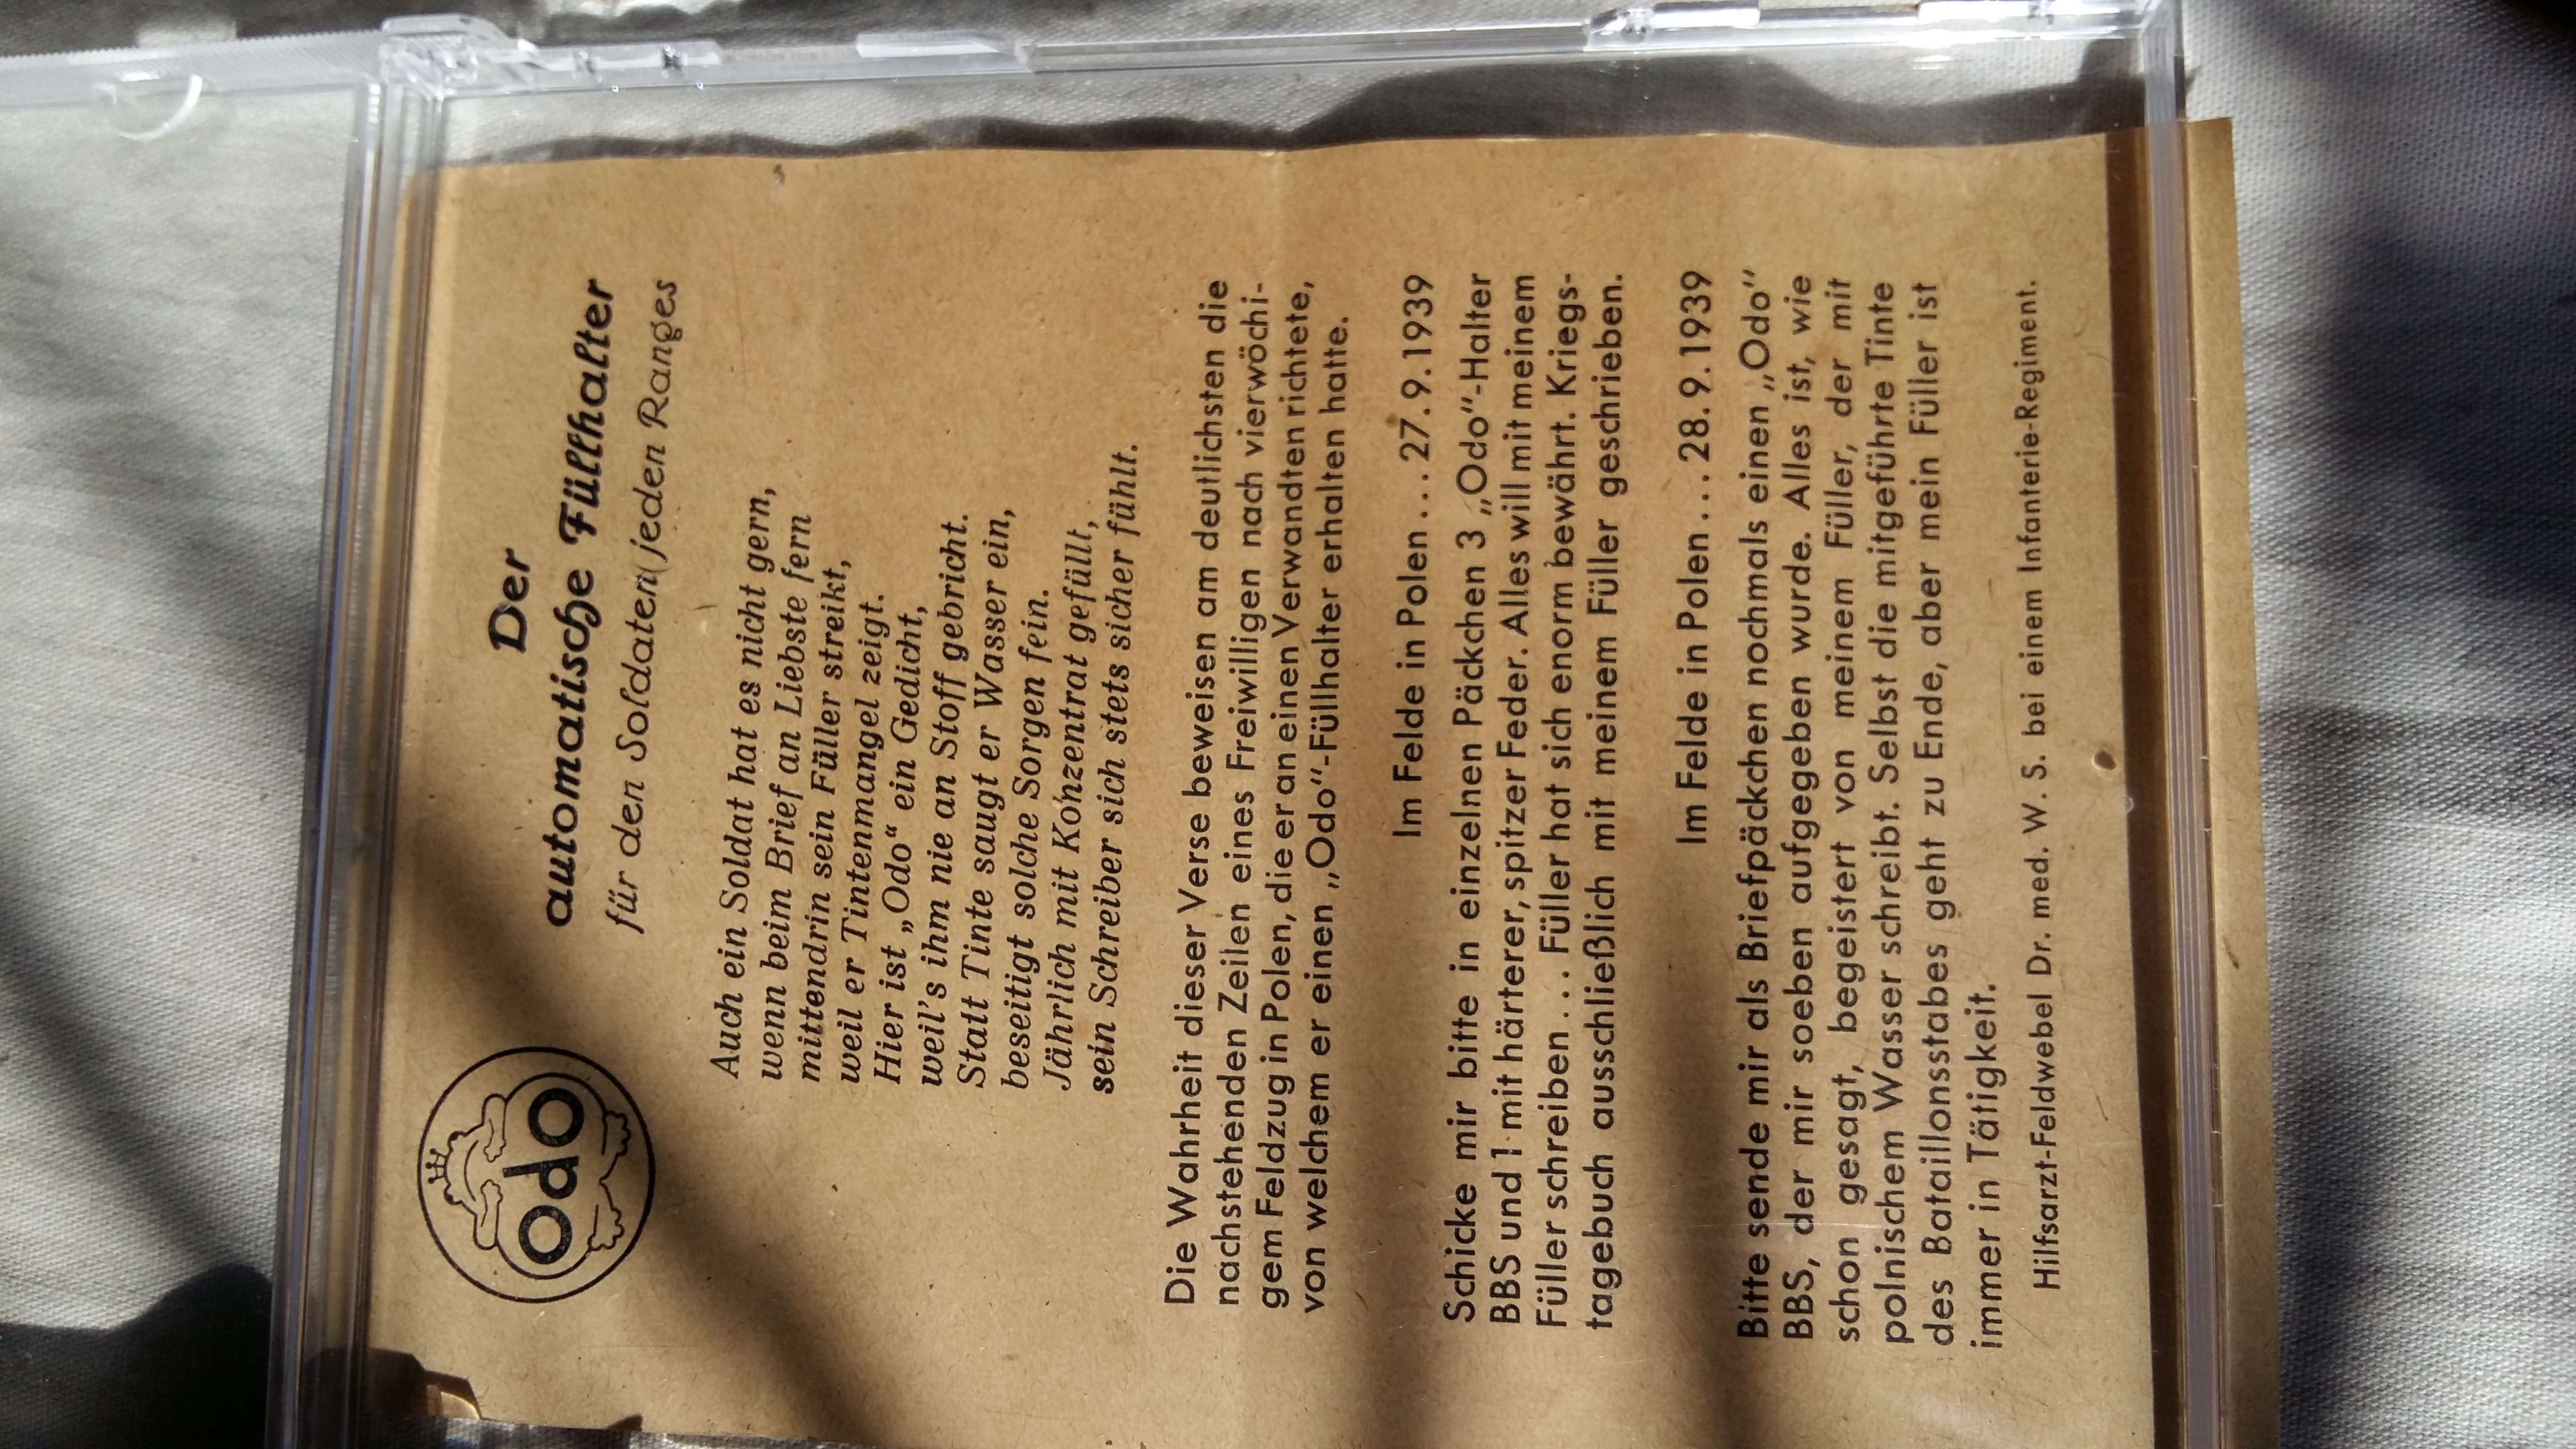 Odo
Der
automatische Füllhalter
für den Soldaten jeden Ranges
Auch ein Soldat hat es nicht gern,
wenn beim Brief an Liebste fern
mittendrin sein Füller streikt,
weil er Tintenmangel zeigt.
Hier ist „Odo“ ein Gedicht,
weil's ihm nie an Stoff gebricht.
Statt Tinte saugt er Wasser ein,
beseitigt solche Sorgen fein.
Jährlich mit Konzentrat gefüllt,
sein Schreiber sich stets sicher fühlt.
Die Wahrheit dieser Verse beweisen am deutlichsten die
nachstehenden Zeilen eines Freiwilligen nach vierwöchi-
gem Feldzug in Polen, die er an einen Verwandten richtete,
von welchem er einen „Odo“-Füllhalter erhalten hatte.
Im Felde in Polen . . . 27. 9. 1939
Schicke mir bitte in einzelnen Päckchen 3 „Odo“-Halter
BBS und 1 mit härterer, spitzer Feder. Alles will mit meinem
Füller schreiben . . . Füller hat sich enorm bewährt. Kriegs-
tagebuch ausschließlich mit meinem Füller geschrieben.
Im Felde in Polen . . . 28. 9. 1939
Bitte sende mir als Briefpäckchen nochmals einen „Odo“
BBS, der mir soeben aufgegeben wurde. Alles ist, wie
schon gesagt, begeistert von meinem Füller, der mit
polnischem Wasser schreibt. Selbst die mitgeführte Tinte
des Bataillonsstabes geht zu Ende, aber mein Füller ist
immer in Tätigkeit.
Hilfsarzt-Feldwebel Dr. med. W. S. bei einem Infanterie-Regiment.